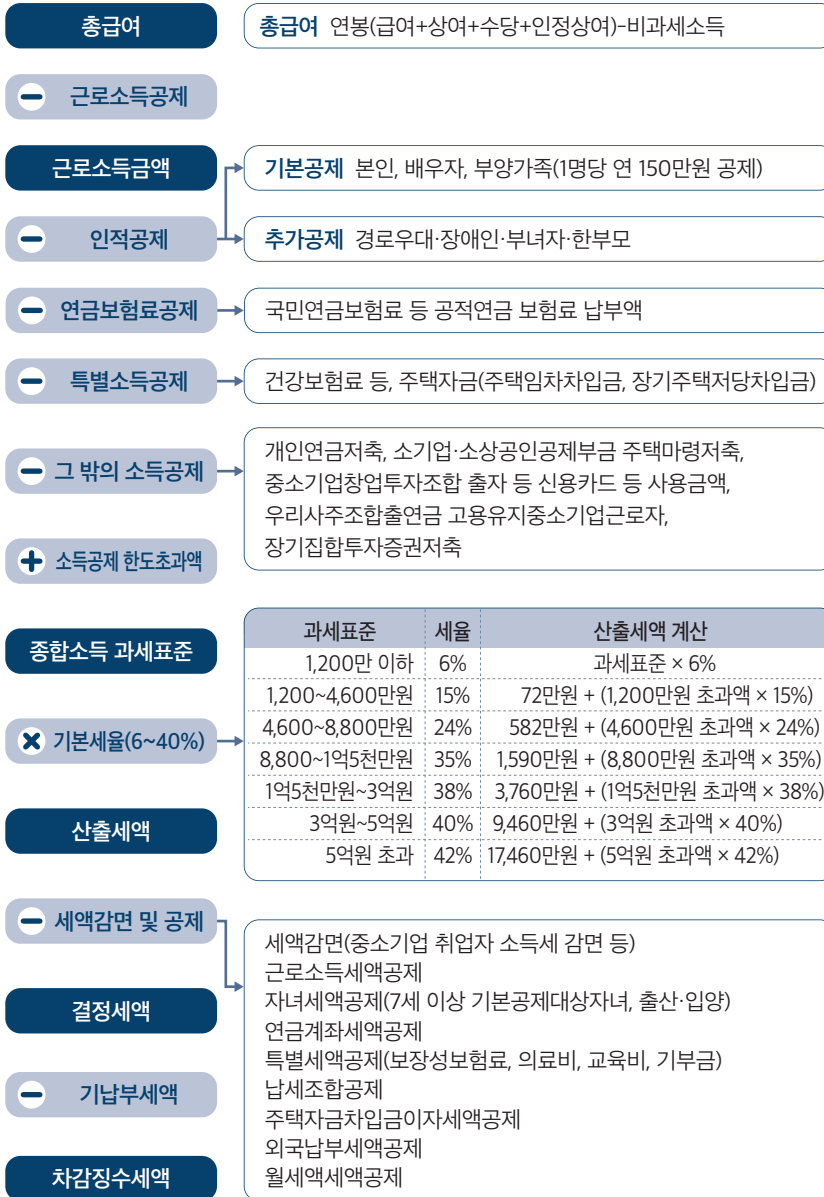 총급여
총급여 연봉(급여+상여+수당+인정상여)-비과세소득
− 근로소득공제
근로소득금액
기본공제 본인, 배우자, 부양가족(1명당 연 150만원 공제)
− 인적공제
추가공제 경로우대·장애인·부녀자·한부모
− 연금보험료공제
국민연금보험료 등 공적연금 보험료 납부액
− 특별소득공제
건강보험료 등, 주택자금(주택임차차입금, 장기주택저당차입금)
− 그 밖의 소득공제
개인연금저축, 소기업·소상공인공제부금 주택마령저축,
중소기업창업투자조합 출자 등 신용카드 등 사용금액,
우리사주조합출연금 고용유지중소기업근로자,
장기집합투자증권저축
+ 소득공제 한도초과액
종합소득 과세표준
× 기본세율(6~40%)
산출세액
과세표준 세율 산출세액 계산
1,200만 이하 6% 과세표준 × 6%
1,200~4,600만원 15% 72만원 + (1,200만원 초과액 × 15%)
4,600~8,800만원 24% 582만원 + (4,600만원 초과액 × 24%)
8,800~1억5천만원 35% 1,590만원 + (8,800만원 초과액 × 35%)
1억5천만원~3억원 38% 3,760만원 + (1억5천만원 초과액 × 38%)
3억원~5억원 40% 9,460만원 + (3억원 초과액 × 40%)
5억원 초과 42% 17,460만원 + (5억원 초과액 × 42%)
− 세액감면 및 공제
결정세액
− 기납부세액
차감징수세액
세액감면(중소기업 취업자 소득세 감면 등)
근로소득세액공제
자녀세액공제(7세 이상 기본공제대상자녀, 출산·입양)
연금계좌세액공제
특별세액공제(보장성보험료, 의료비, 교육비, 기부금)
납세조합공제
주택자금차입금이자세액공제
외국납부세액공제
월세액세액공제